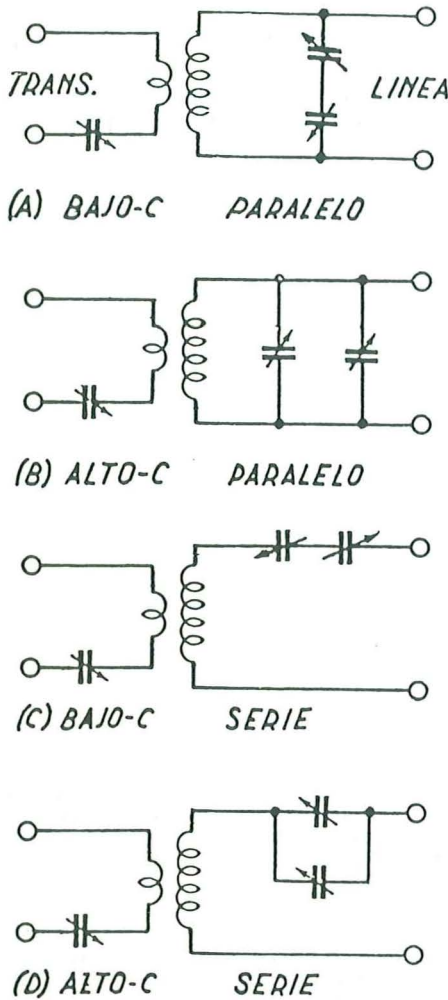 TRANS. LINEA
(A) BAJO-C PARALELO
(B) ALTO-C PARALELO
(C) BAJO-C SERIE
(D) ALTO-C SERIE